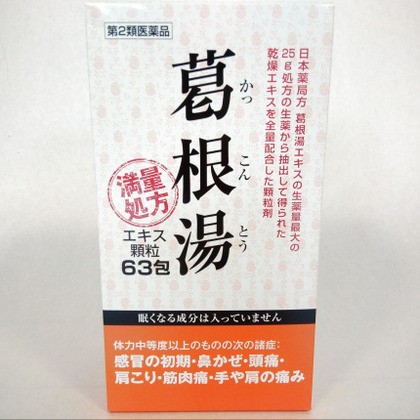 第2類医薬品
日本薬局方 葛根湯エキスの生薬量最大の
25g処方の生薬から抽出して得られた
乾燥エキスを全量配合した顆粒剤
葛根湯
かっ
こん
とう
満量
処方
エキス
顆粒
63包
眠くなる成分は入っていません
体力中等度以上のものの次の諸症:
感冒の初期・鼻かぜ・頭痛・
肩こり・筋肉痛・手や肩の痛み